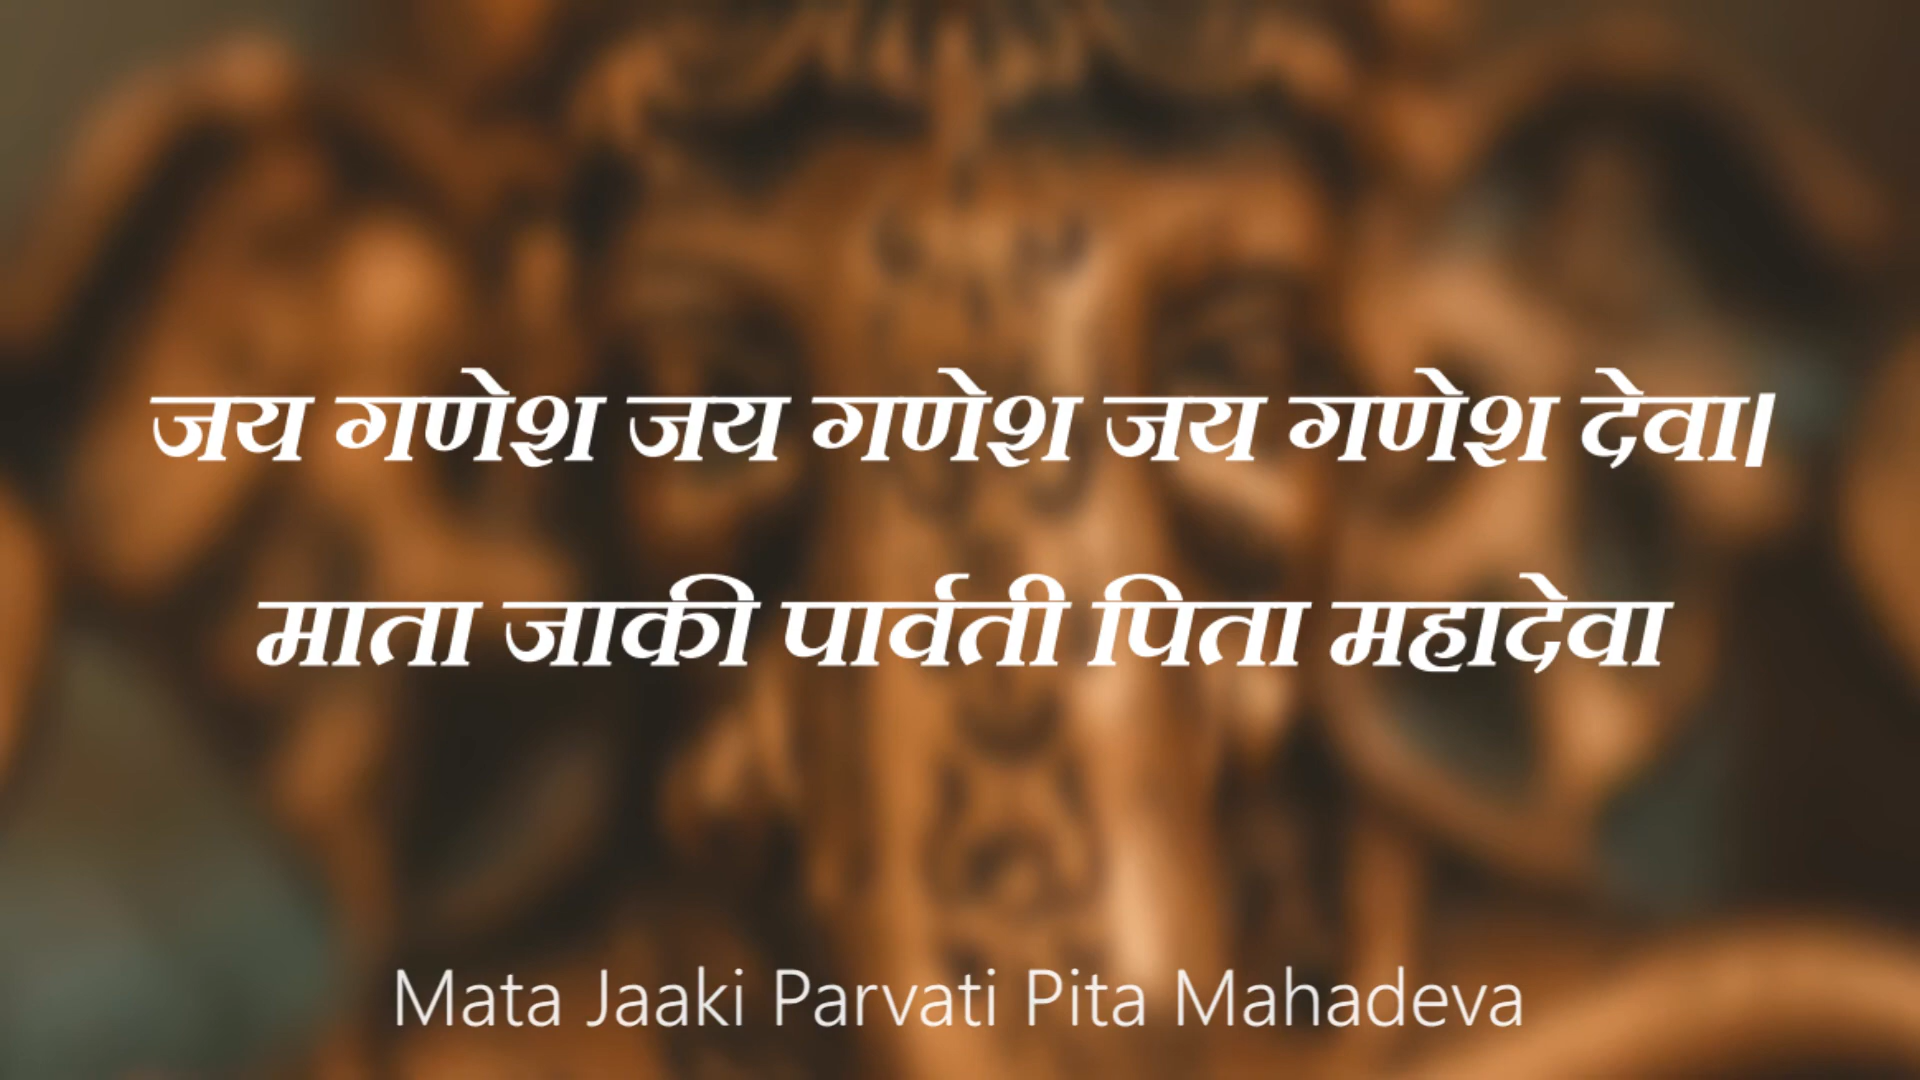 जय गणेश जय गणेश जय गणेश देवा।
माता जाकी पार्वती पिता महादेवा
Mata Jaaki Parvati Pita Mahadeva